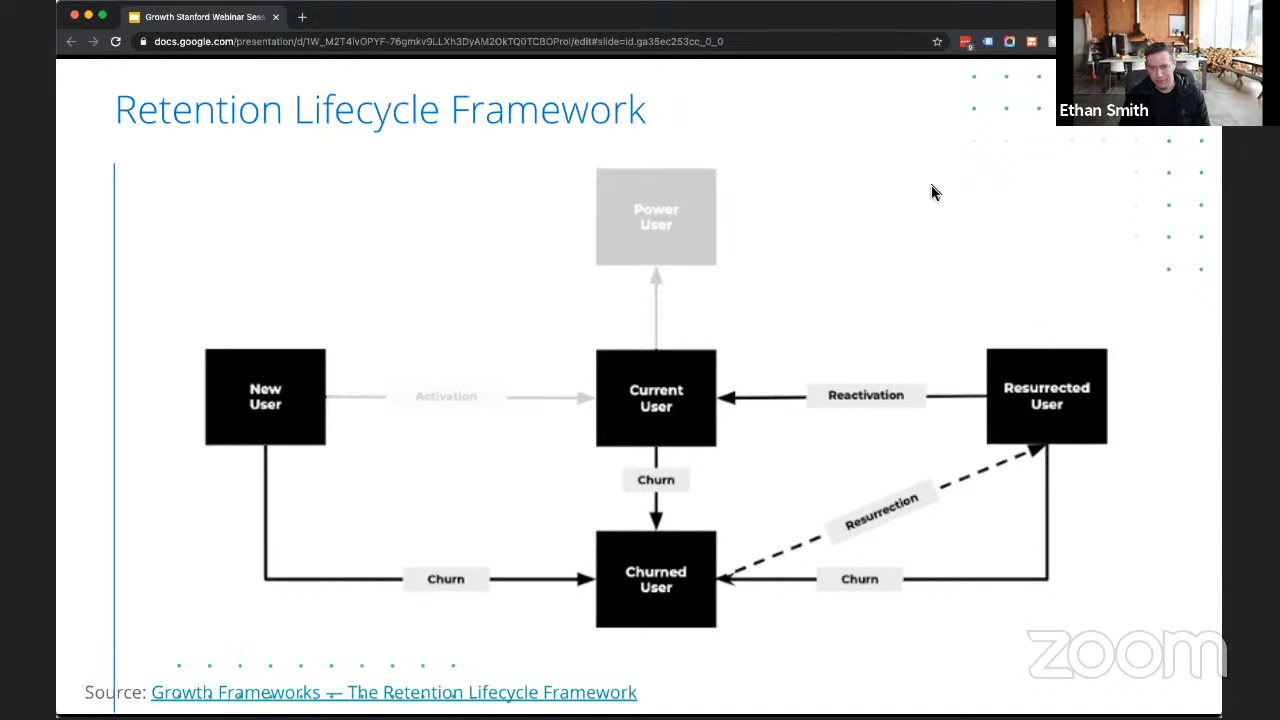 Growth Stanford Webinar Sess
docs.google.com/presentation/d/1W_M2T4ivOPYF-76gmkv9LLXh3DyAM2OkTQ0TCBOProI/edit#slide=id.ga35ec253cc_0_0
Ethan Smith
Retention Lifecycle Framework
Power
User
New
User
Activation
Current
User
Reactivation
Resurrected
User
Churn
Resurrection
Churn
Churned
User
Churn
zoom
Source: Growth Frameworks — The Retention Lifecycle Framework